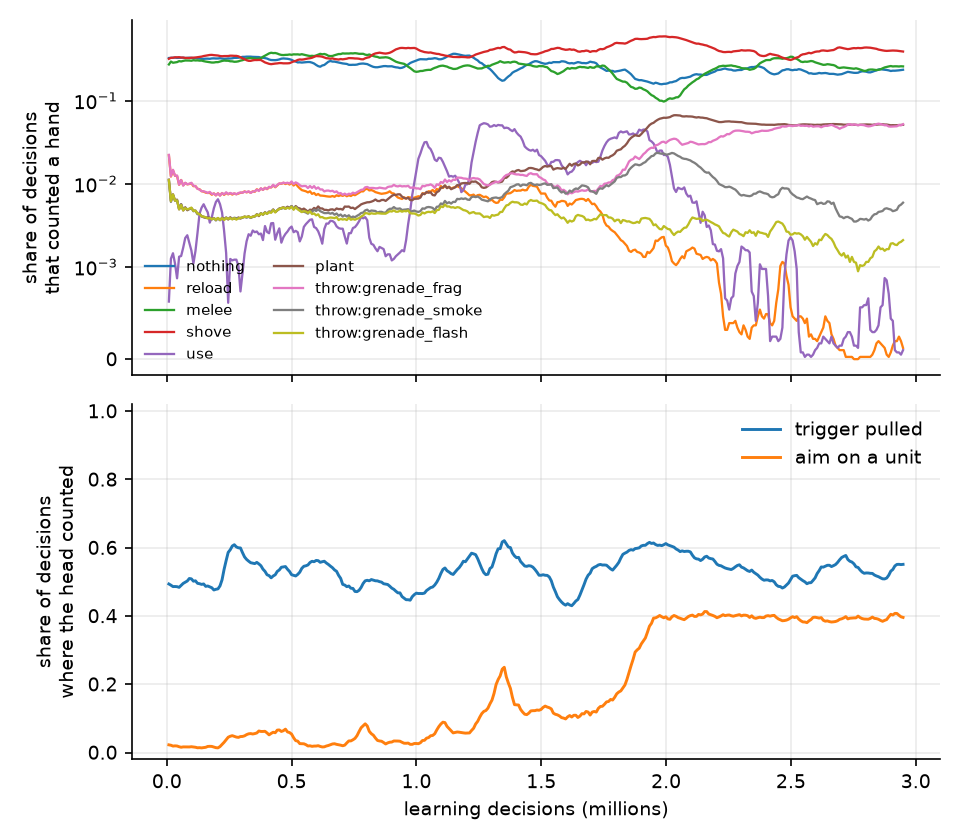 share of decisions
that counted a hand
10⁻¹
10⁻²
10⁻³
0
nothing
reload
melee
shove
use
plant
throw:grenade_frag
throw:grenade_smoke
throw:grenade_flash
share of decisions
where the head counted
1.0
0.8
0.6
0.4
0.2
0.0
trigger pulled
aim on a unit
0.0 0.5 1.0 1.5 2.0 2.5 3.0
learning decisions (millions)